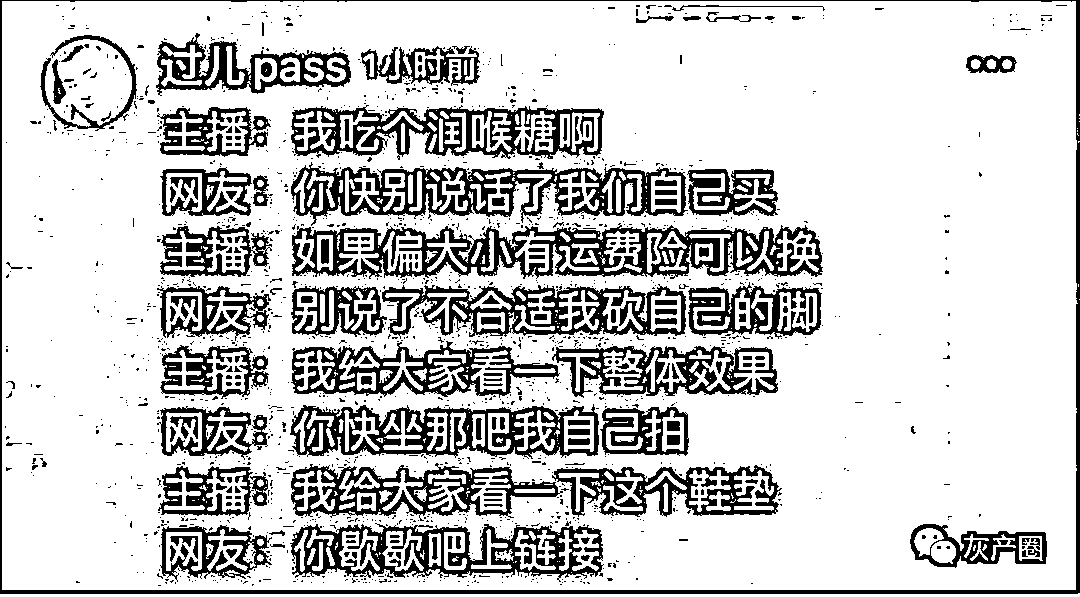 过儿pass 1小时前
主播：我吃个润喉糖啊
网友：你快别说话了我们自己买
主播：如果偏大小有运费险可以换
网友：别说了不合适我砍自己的脚
主播：我给大家看一下整体效果
网友：你快坐那吧我自己拍
主播：我给大家看一下这个鞋垫
网友：你歇歇吧上链接
灰产圈